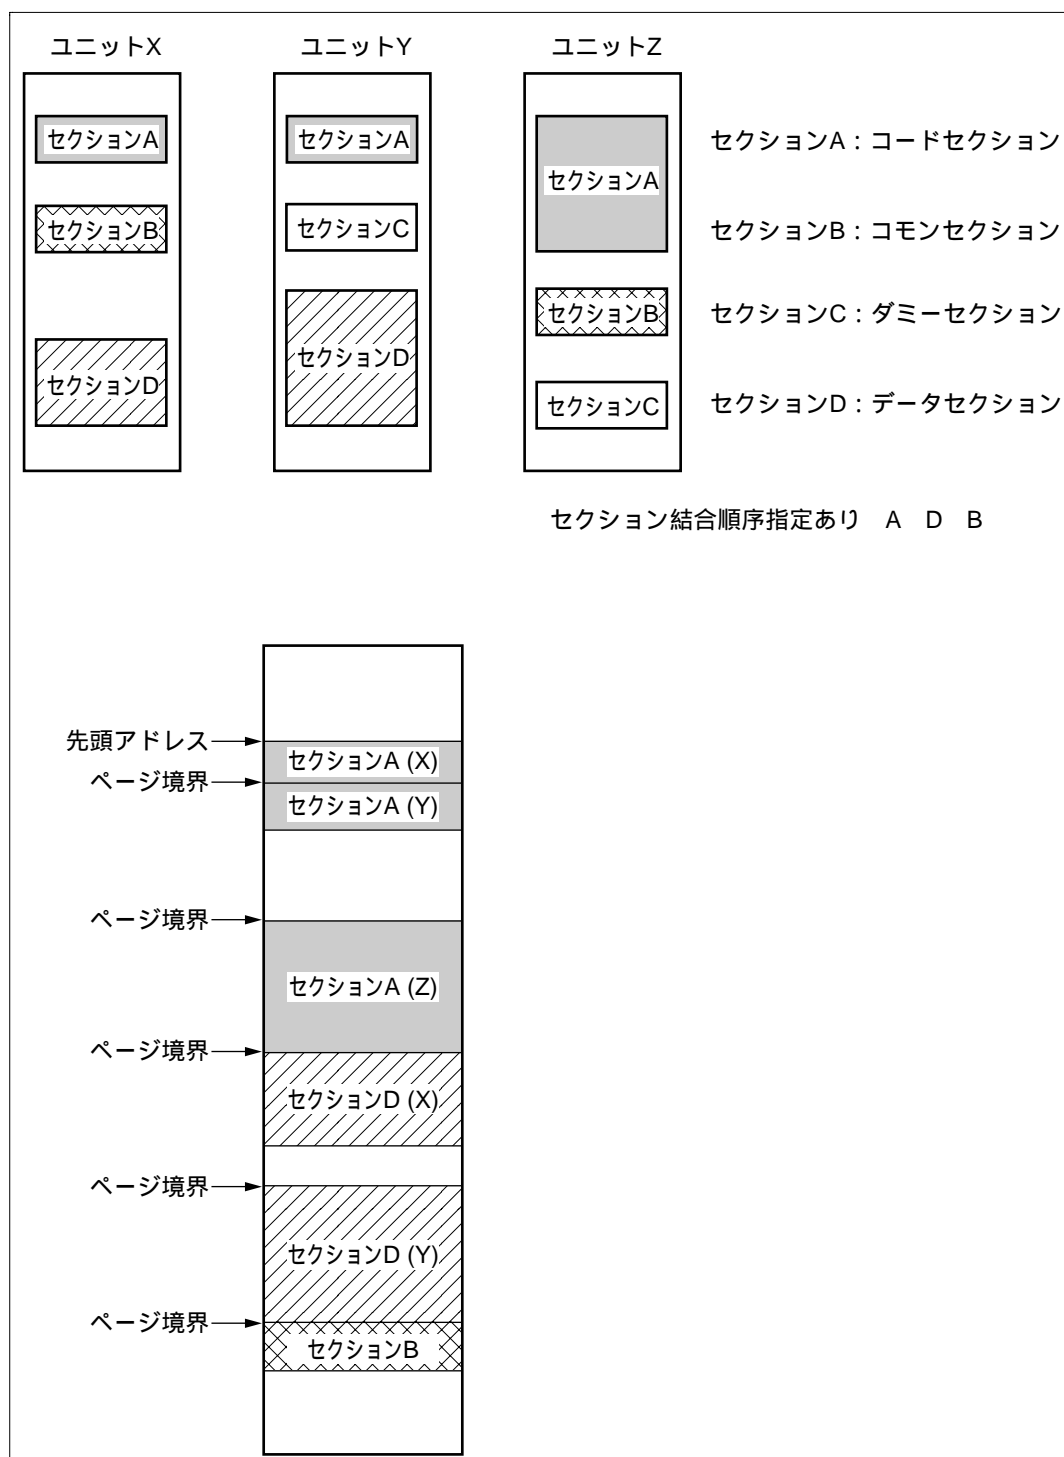 ユニットX ユニットY ユニットZ
セクションA セクションA セクションA セクションA：コードセクション
セクションB セクションC セクションB：コモンセクション
セクションB セクションC：ダミーセクション
セクションD セクションD セクションC セクションD：データセクション
セクション結合順序指定あり A D B
先頭アドレス
セクションA (X)
ページ境界
セクションA (Y)
ページ境界
セクションA (Z)
ページ境界
セクションD (X)
ページ境界
セクションD (Y)
ページ境界
セクションB